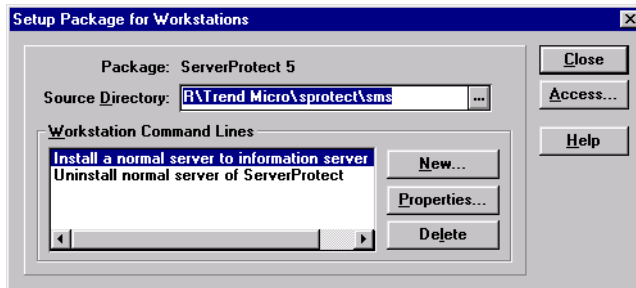 Setup Package for Workstations
Package: ServerProtect 5
Close
Source Directory: R\Trend Micro\sprotect\sms ...
Access...
Workstation Command Lines
Help
Install a normal server to information server
Uninstall normal server of ServerProtect
New...
Properties...
Delete